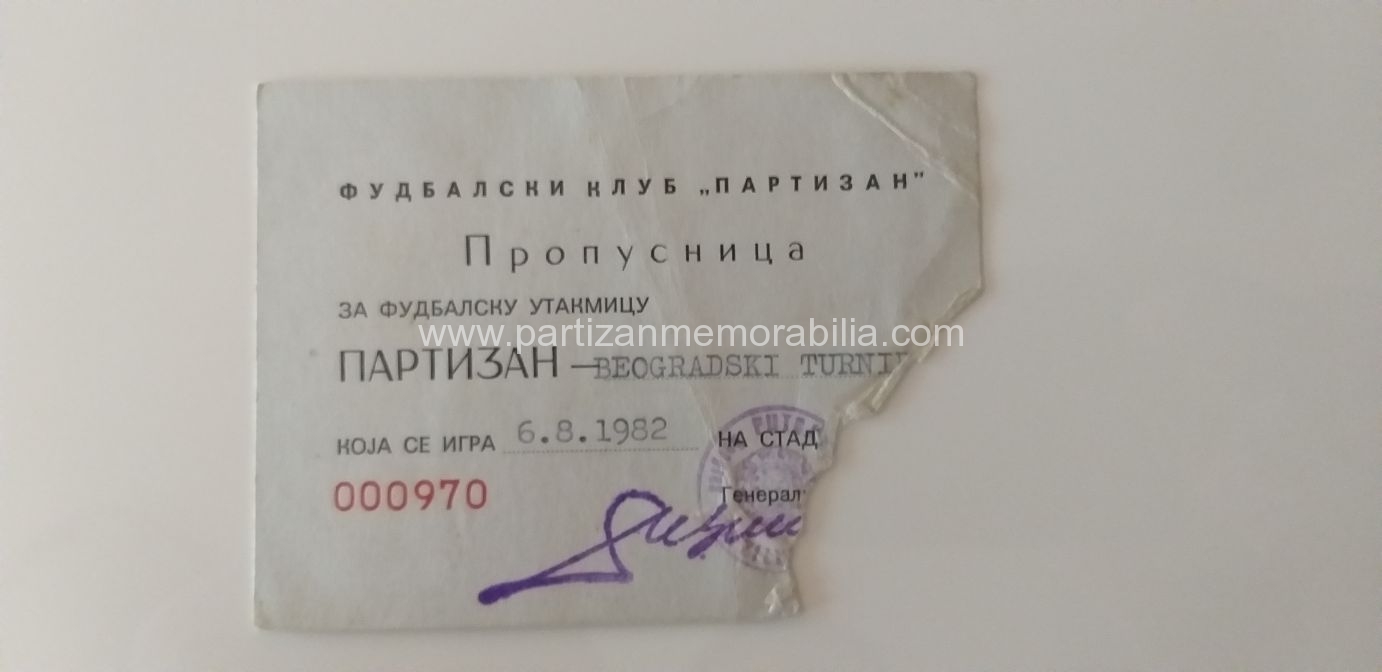 ФУДБАЛСКИ КЛУБ „ПАРТИЗАН"
Пропусница
ЗА ФУДБАЛСКУ УТАКМИЦУ
www.partizanmemorabilia.com
ПАРТИЗАН — BEOGRADSKI TURNI
КОЈА СЕ ИГРА 6.8.1982 НА СТАД
000970 Генерал